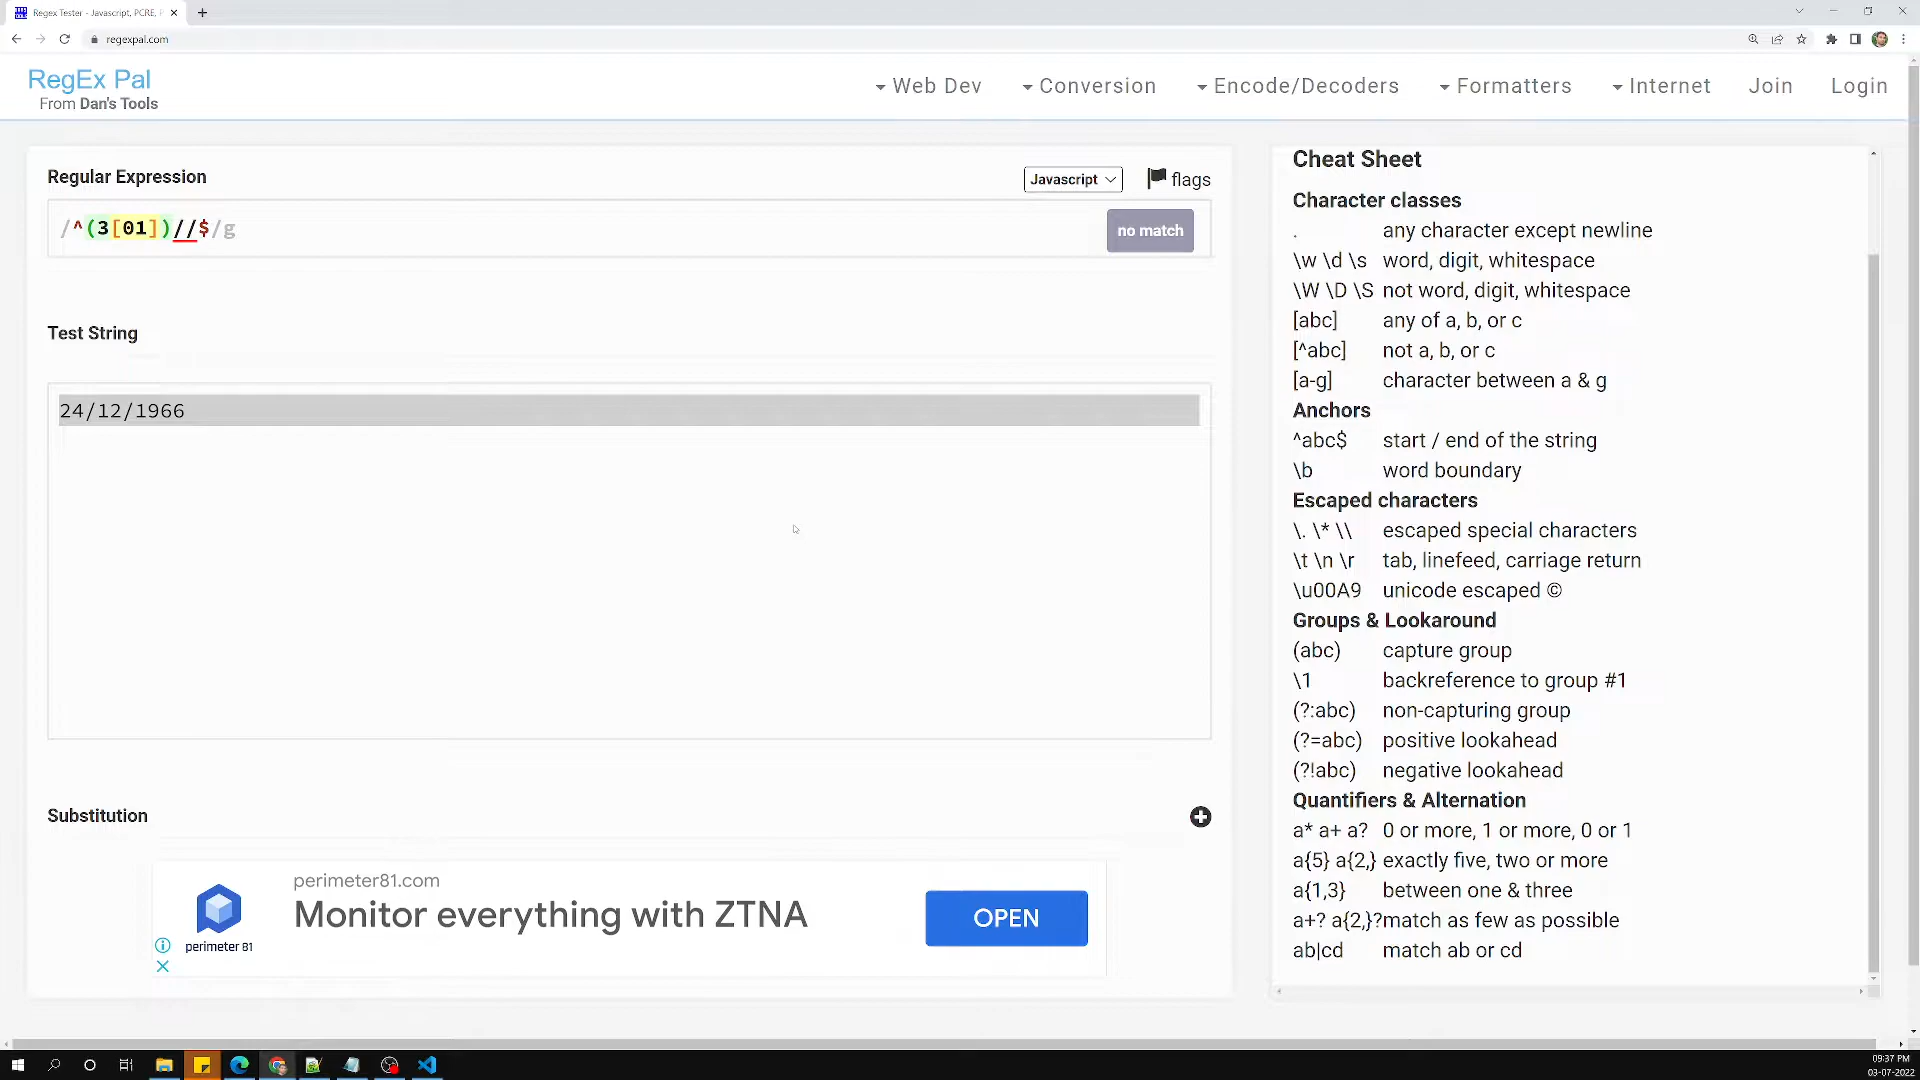 Regex Tester - Javascript, PCRE, P
regexpal.com
RegEx Pal
From Dan's Tools
Web Dev
Conversion
Encode/Decoders
Formatters
Internet
Join
Login
Regular Expression
Javascript
flags
/^(3[01])//$/g
no match
Test String
24/12/1966
Substitution
perimeter 81
perimeter81.com
Monitor everything with ZTNA
OPEN
Cheat Sheet
Character classes
. any character except newline
\w \d \s word, digit, whitespace
\W \D \S not word, digit, whitespace
[abc] any of a, b, or c
[^abc] not a, b, or c
[a-g] character between a & g
Anchors
^abc$ start / end of the string
\b word boundary
Escaped characters
\. \* \\ escaped special characters
\t \n \r tab, linefeed, carriage return
\u00A9 unicode escaped ©
Groups & Lookaround
(abc) capture group
\1 backreference to group #1
(?:abc) non-capturing group
(?=abc) positive lookahead
(?!abc) negative lookahead
Quantifiers & Alternation
a* a+ a? 0 or more, 1 or more, 0 or 1
a{5} a{2,} exactly five, two or more
a{1,3} between one & three
a+? a{2,}? match as few as possible
ab|cd match ab or cd
09:37 PM
03-07-2022